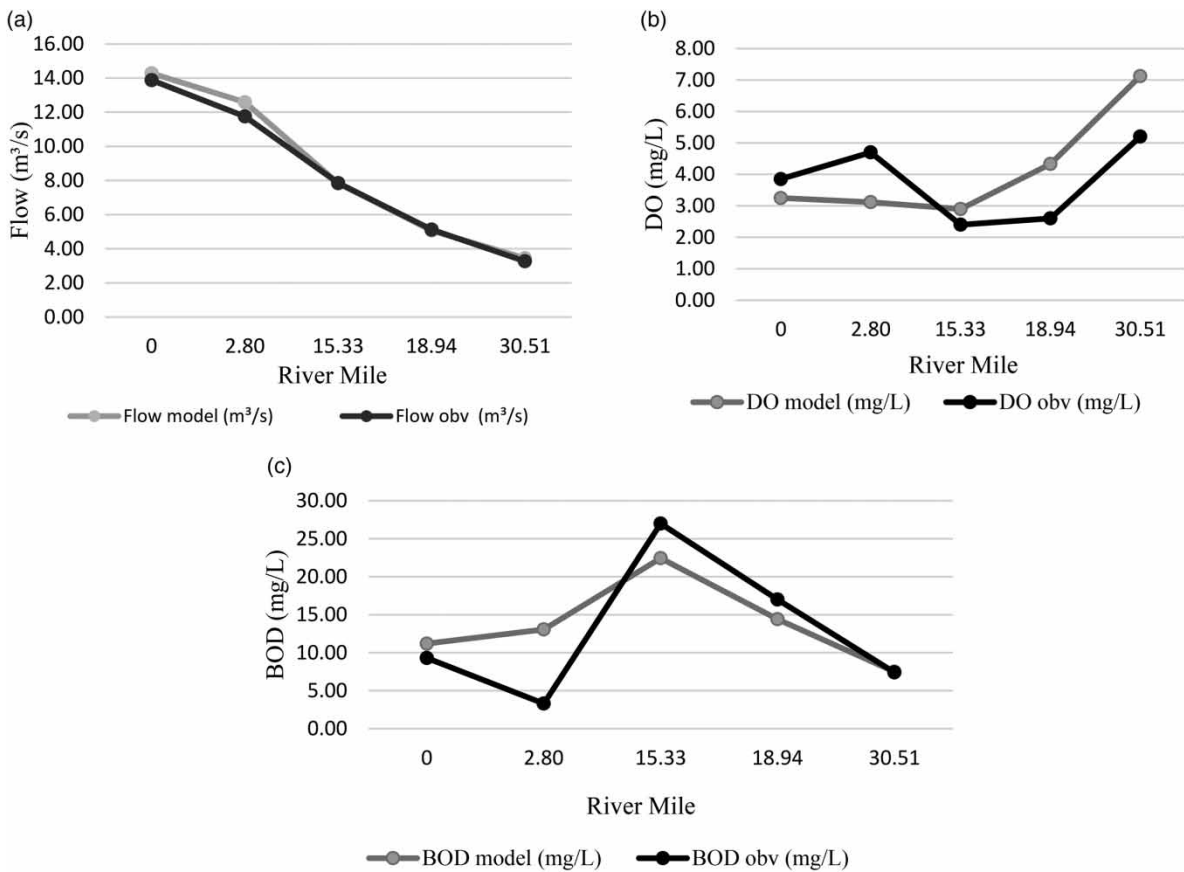 (a)
16.00
14.00
12.00
10.00
8.00
6.00
4.00
2.00
0.00
Flow (m³/s)
0 2.80 15.33 18.94 30.51
River Mile
Flow model (m³/s) Flow obv (m³/s)
(b)
8.00
7.00
6.00
5.00
4.00
3.00
2.00
1.00
0.00
DO (mg/L)
0 2.80 15.33 18.94 30.51
River Mile
DO model (mg/L) DO obv (mg/L)
(c)
30.00
25.00
20.00
15.00
10.00
5.00
0.00
BOD (mg/L)
0 2.80 15.33 18.94 30.51
River Mile
BOD model (mg/L) BOD obv (mg/L)